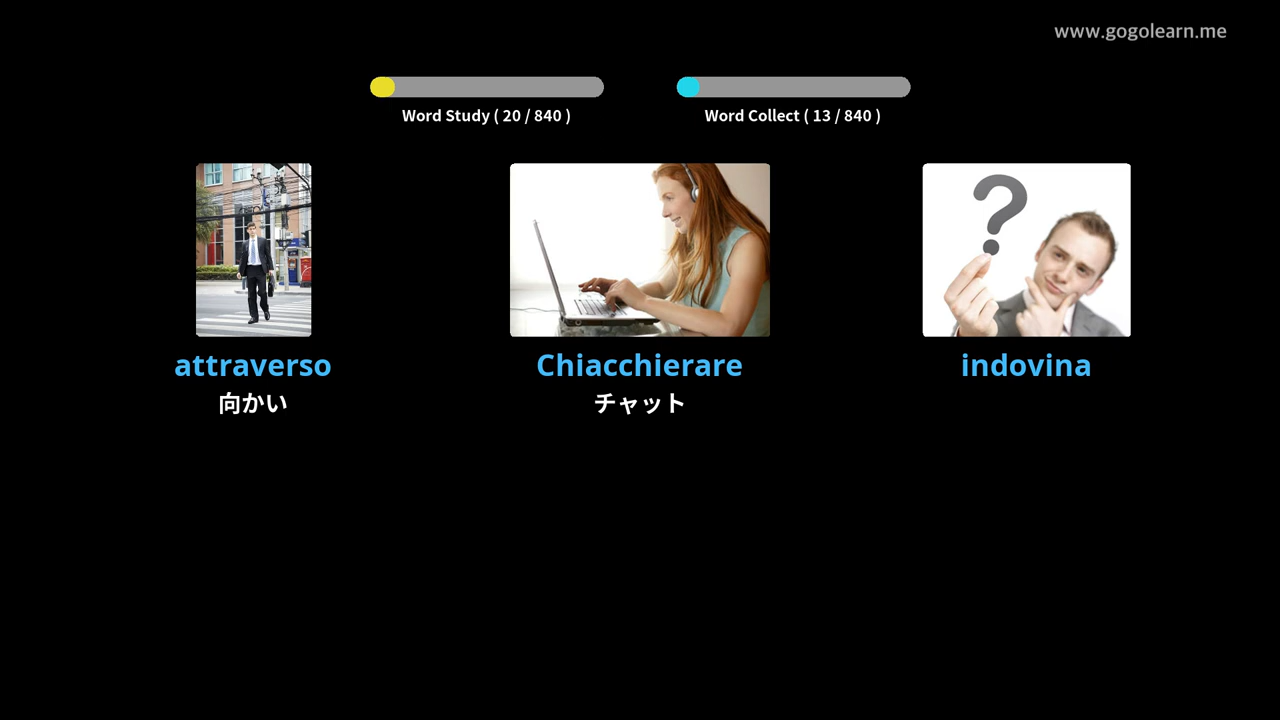 www.gogolearn.me
Word Study ( 20 / 840 )
Word Collect ( 13 / 840 )
attraverso
向かい
Chiacchierare
チャット
indovina